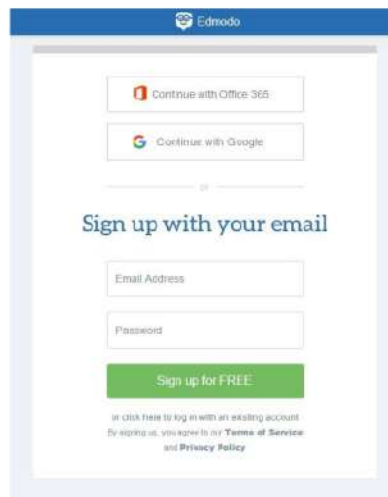 Edmodo
Continue with Office 365
Continue with Google
or
Sign up with your email
Email Address
Password
Sign up for FREE
or click here to log in with an existing account
By signing up, you agree to our Terms of Service
and Privacy Policy